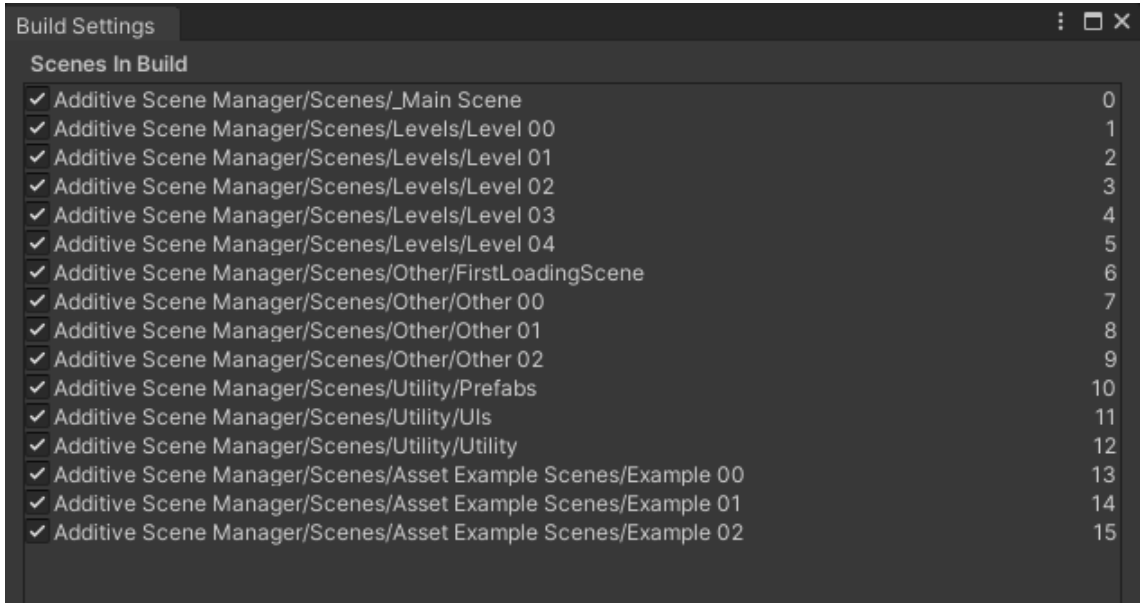 Build Settings
Scenes In Build
Additive Scene Manager/Scenes/_Main Scene 0
Additive Scene Manager/Scenes/Levels/Level 00 1
Additive Scene Manager/Scenes/Levels/Level 01 2
Additive Scene Manager/Scenes/Levels/Level 02 3
Additive Scene Manager/Scenes/Levels/Level 03 4
Additive Scene Manager/Scenes/Levels/Level 04 5
Additive Scene Manager/Scenes/Other/FirstLoadingScene 6
Additive Scene Manager/Scenes/Other/Other 00 7
Additive Scene Manager/Scenes/Other/Other 01 8
Additive Scene Manager/Scenes/Other/Other 02 9
Additive Scene Manager/Scenes/Utility/Prefabs 10
Additive Scene Manager/Scenes/Utility/UIs 11
Additive Scene Manager/Scenes/Utility/Utility 12
Additive Scene Manager/Scenes/Asset Example Scenes/Example 00 13
Additive Scene Manager/Scenes/Asset Example Scenes/Example 01 14
Additive Scene Manager/Scenes/Asset Example Scenes/Example 02 15